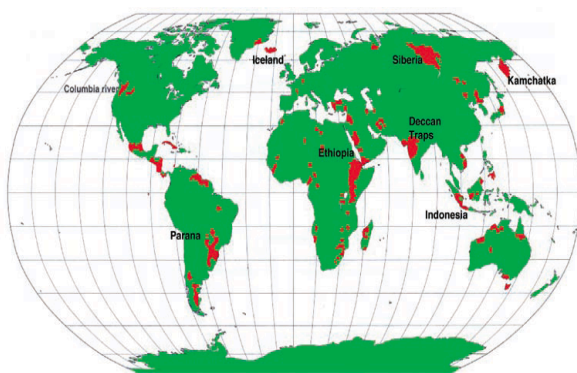 Iceland
Siberia
Kamchatka
Columbia river
Deccan
Traps
Ethiopia
Indonesia
Parana